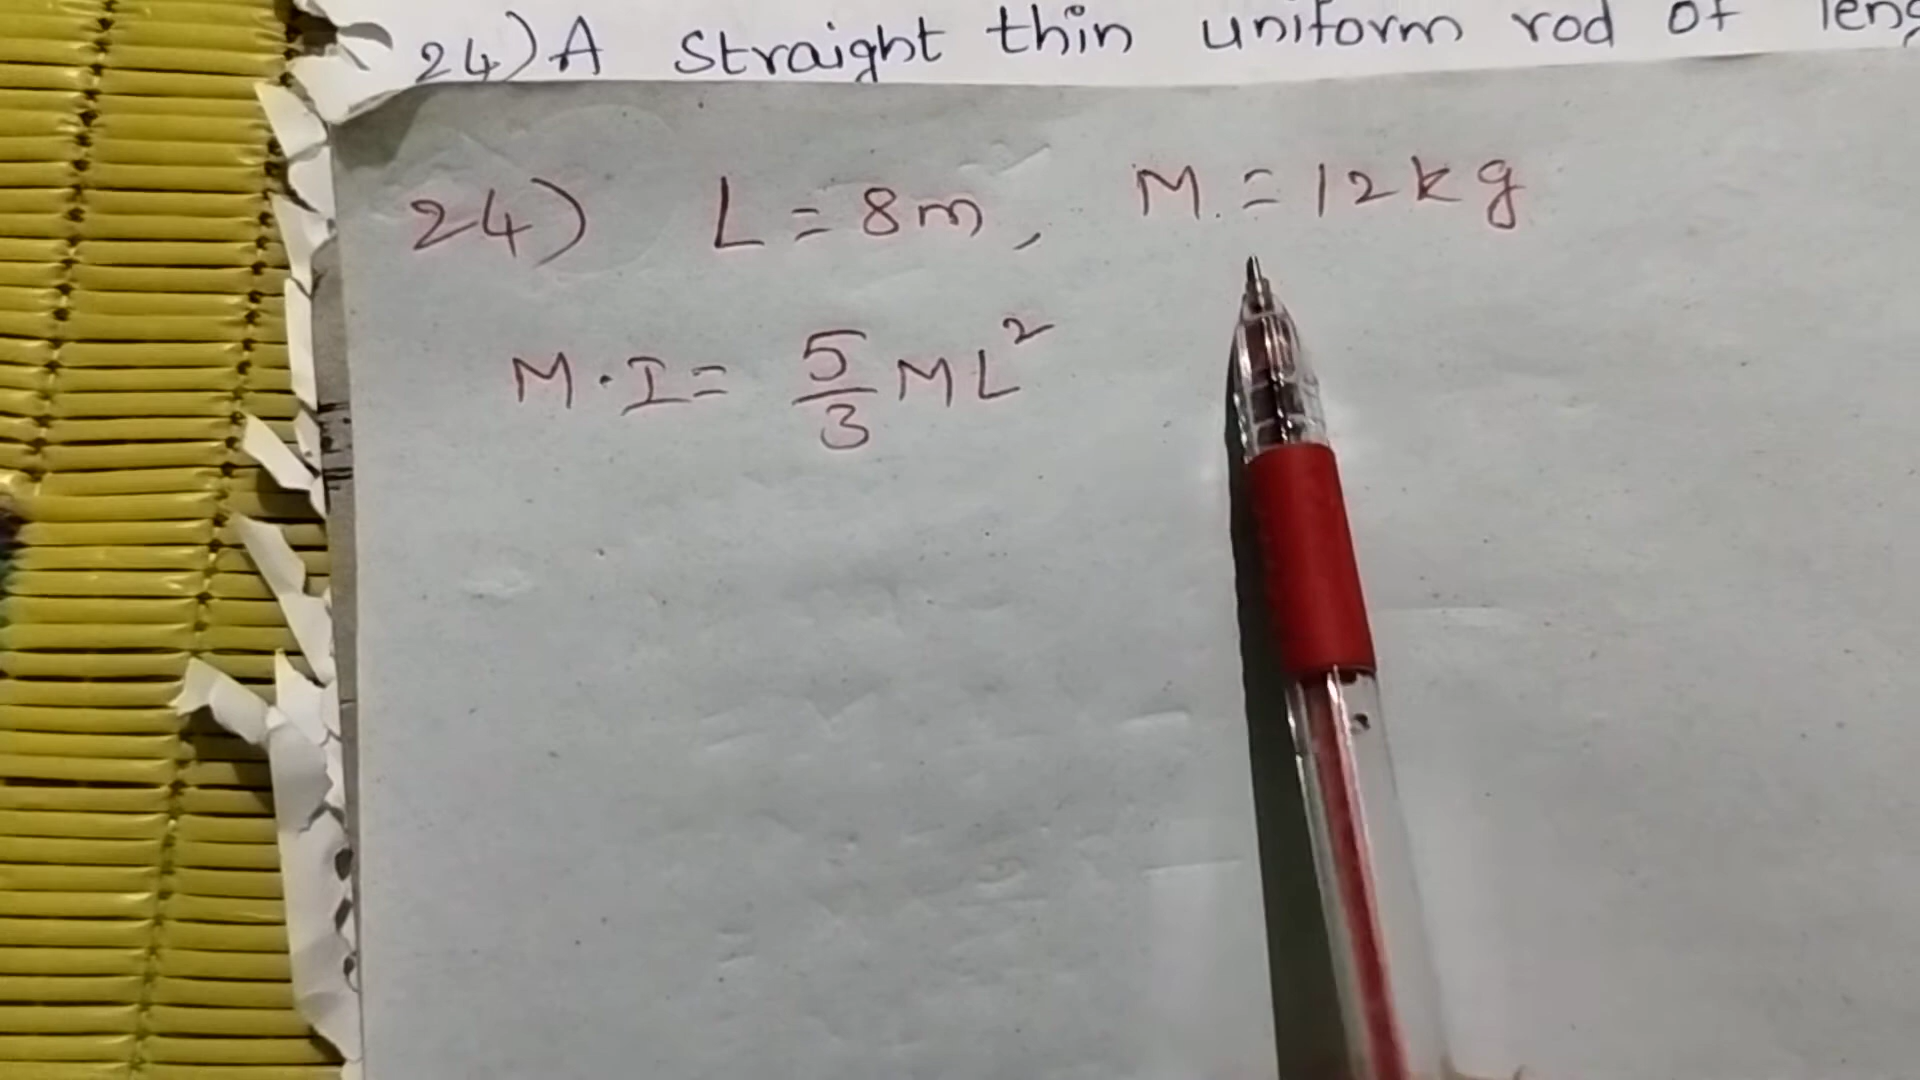 24) A straight thin uniform rod of
24) L = 8m, M. = 12kg
M.I = 5/3 ML²